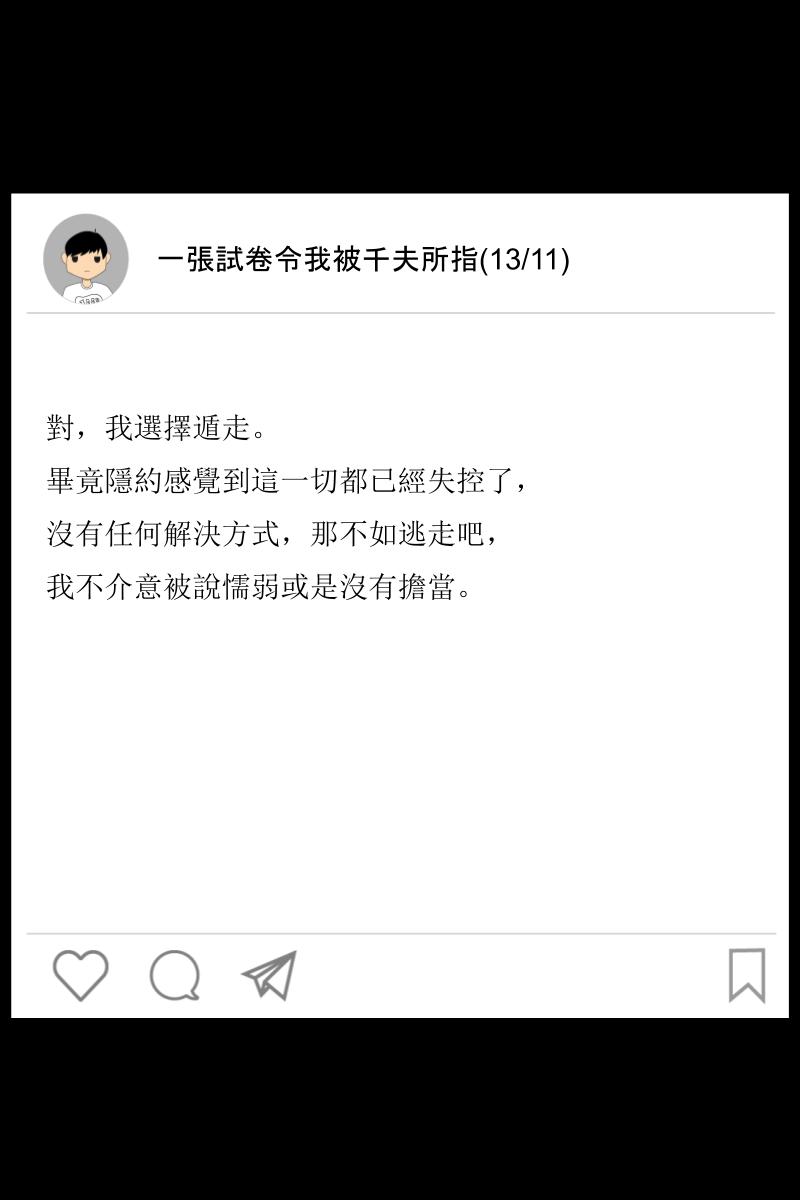 一張試卷令我被千夫所指(13/11)
對，我選擇遁走。
畢竟隱約感覺到這一切都已經失控了，
沒有任何解決方式，那不如逃走吧，
我不介意被說懦弱或是沒有擔當。